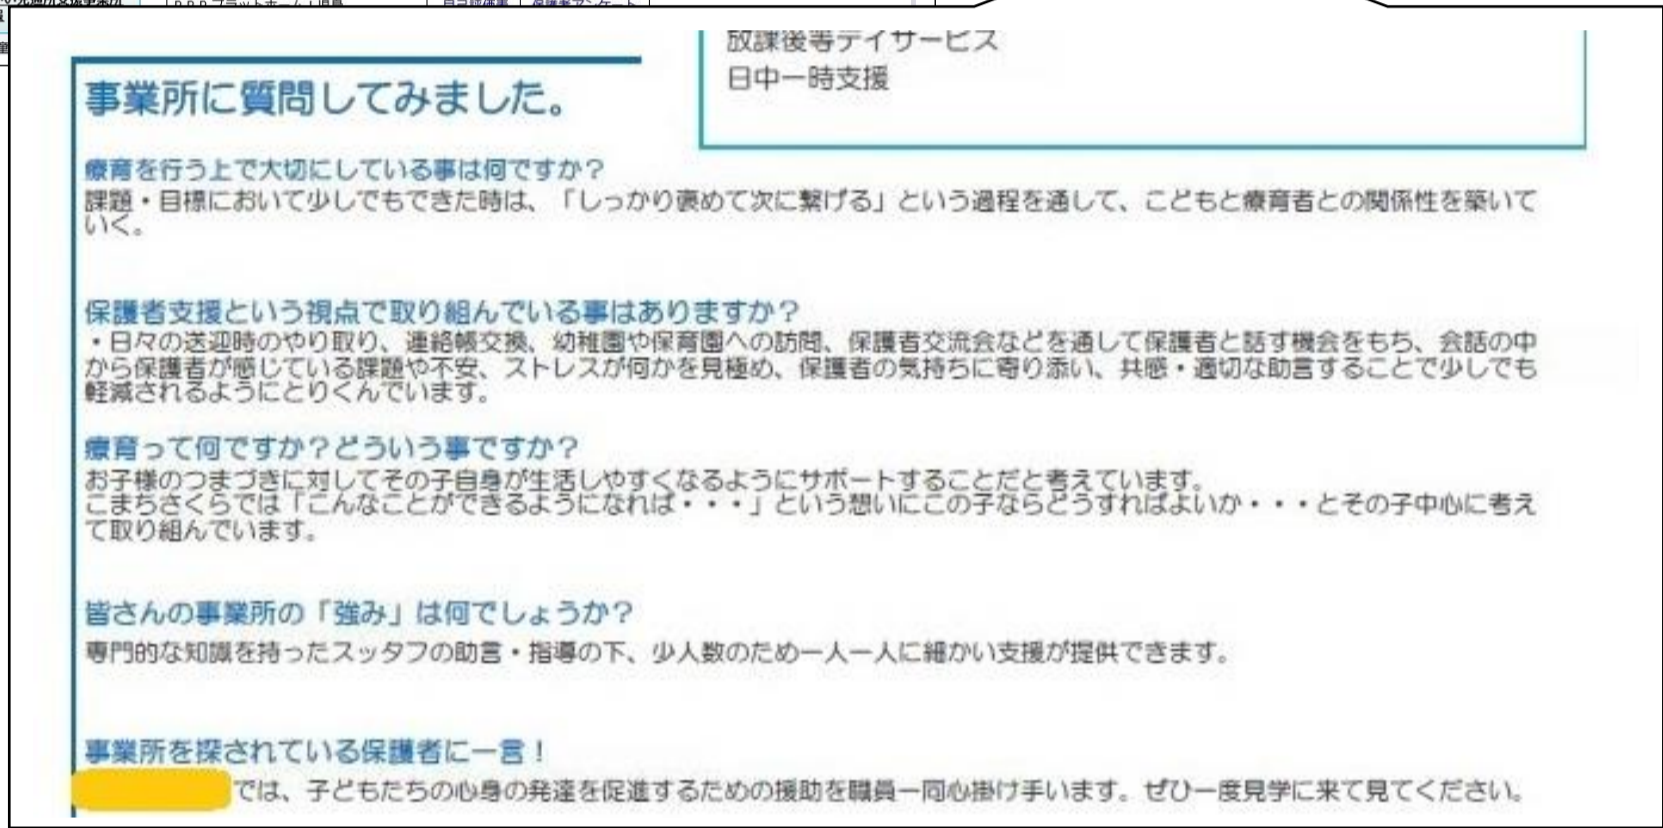 自己評価書
保護者アンケート
放課後等デイサービス
日中一時支援
事業所に質問してみました。
療育を行う上で大切にしている事は何ですか？
課題・目標において少しでもできた時は、「しっかり褒めて次に繋げる」という過程を通して、こどもと療育者との関係性を築いて
いく。
保護者支援という視点で取り組んでいる事はありますか？
・日々の送迎時のやり取り、連絡帳交換、幼稚園や保育園への訪問、保護者交流会などを通して保護者と話す機会をもち、会話の中
から保護者が感じている課題や不安、ストレスが何かを見極め、保護者の気持ちに寄り添い、共感・適切な助言することで少しでも
軽減されるようにとりくんでいます。
療育って何ですか？どういう事ですか？
お子様のつまづきに対してその子自身が生活しやすくなるようにサポートすることだと考えています。
こまちさくらでは「こんなことができるようになれば・・・」という想いにこの子ならどうすればよいか・・・とその子中心に考え
て取り組んでいます。
皆さんの事業所の「強み」は何でしょうか？
専門的な知識を持ったスッタフの助言・指導の下、少人数のため一人一人に細かい支援が提供できます。
事業所を探されている保護者に一言！
では、子どもたちの心身の発達を促進するための援助を職員一同心掛け手います。ぜひ一度見学に来て見てください。